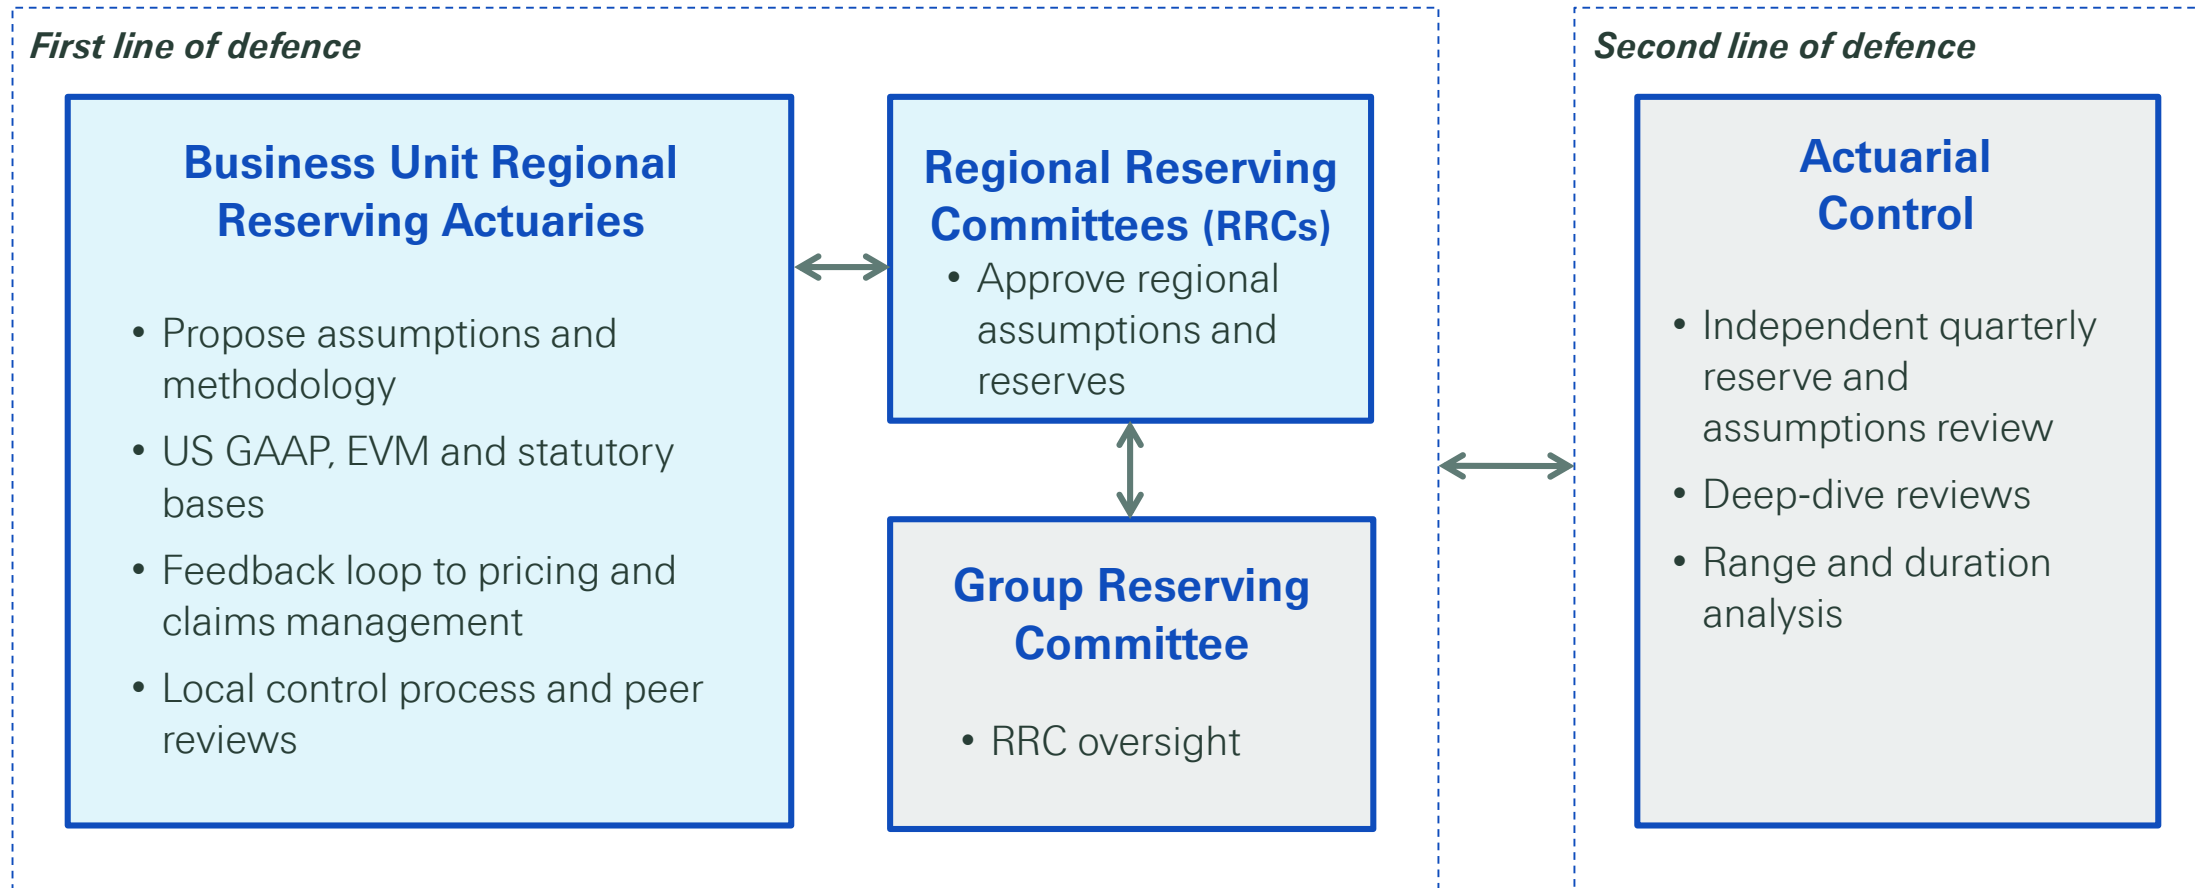 First line of defence
Business Unit Regional
Reserving Actuaries
• Propose assumptions and
methodology
• US GAAP, EVM and statutory
bases
• Feedback loop to pricing and
claims management
• Local control process and peer
reviews
Regional Reserving
Committees (RRCs)
• Approve regional
assumptions and
reserves
Group Reserving
Committee
• RRC oversight
Second line of defence
Actuarial
Control
• Independent quarterly
reserve and
assumptions review
• Deep-dive reviews
• Range and duration
analysis